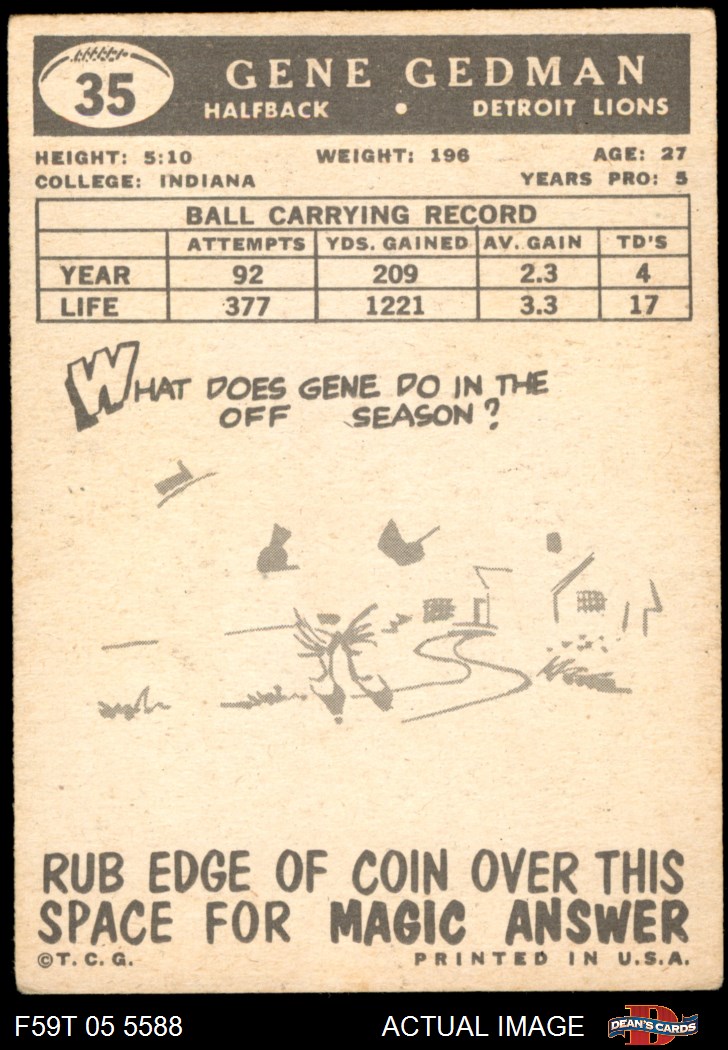 35
GENE GEDMAN
HALFBACK • DETROIT LIONS
HEIGHT: 5:10 WEIGHT: 196 AGE: 27
COLLEGE: INDIANA YEARS PRO: 5
BALL CARRYING RECORD
ATTEMPTS YDS. GAINED AV. GAIN TD'S
YEAR 92 209 2.3 4
LIFE 377 1221 3.3 17
WHAT DOES GENE DO IN THE
OFF SEASON?
RUB EDGE OF COIN OVER THIS
SPACE FOR MAGIC ANSWER
©T.C.G. PRINTED IN U.S.A.
F59T 05 5588 ACTUAL IMAGE D DEAN'S CARDS